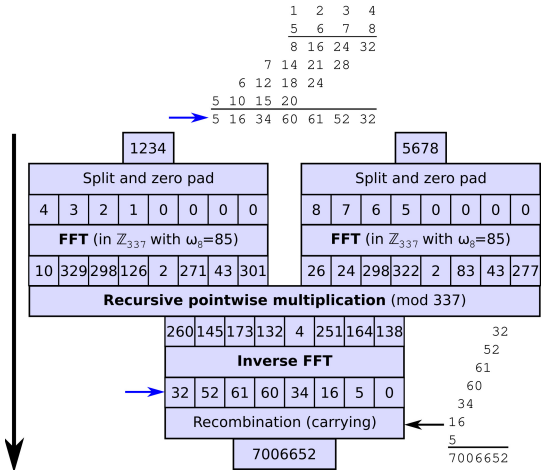 1 2 3 4
5 6 7 8
8 16 24 32
7 14 21 28
6 12 18 24
5 10 15 20
5 16 34 60 61 52 32
1234
5678
Split and zero pad
Split and zero pad
4 3 2 1 0 0 0 0
8 7 6 5 0 0 0 0
FFT (in ℤ₃₃₇ with ω₈=85)
FFT (in ℤ₃₃₇ with ω₈=85)
10 329 298 126 2 271 43 301
26 24 298 322 2 83 43 277
Recursive pointwise multiplication (mod 337)
260 145 173 132 4 251 164 138
Inverse FFT
32 52 61 60 34 16 5 0
Recombination (carrying)
7006652
32
52
61
60
34
16
5
7006652